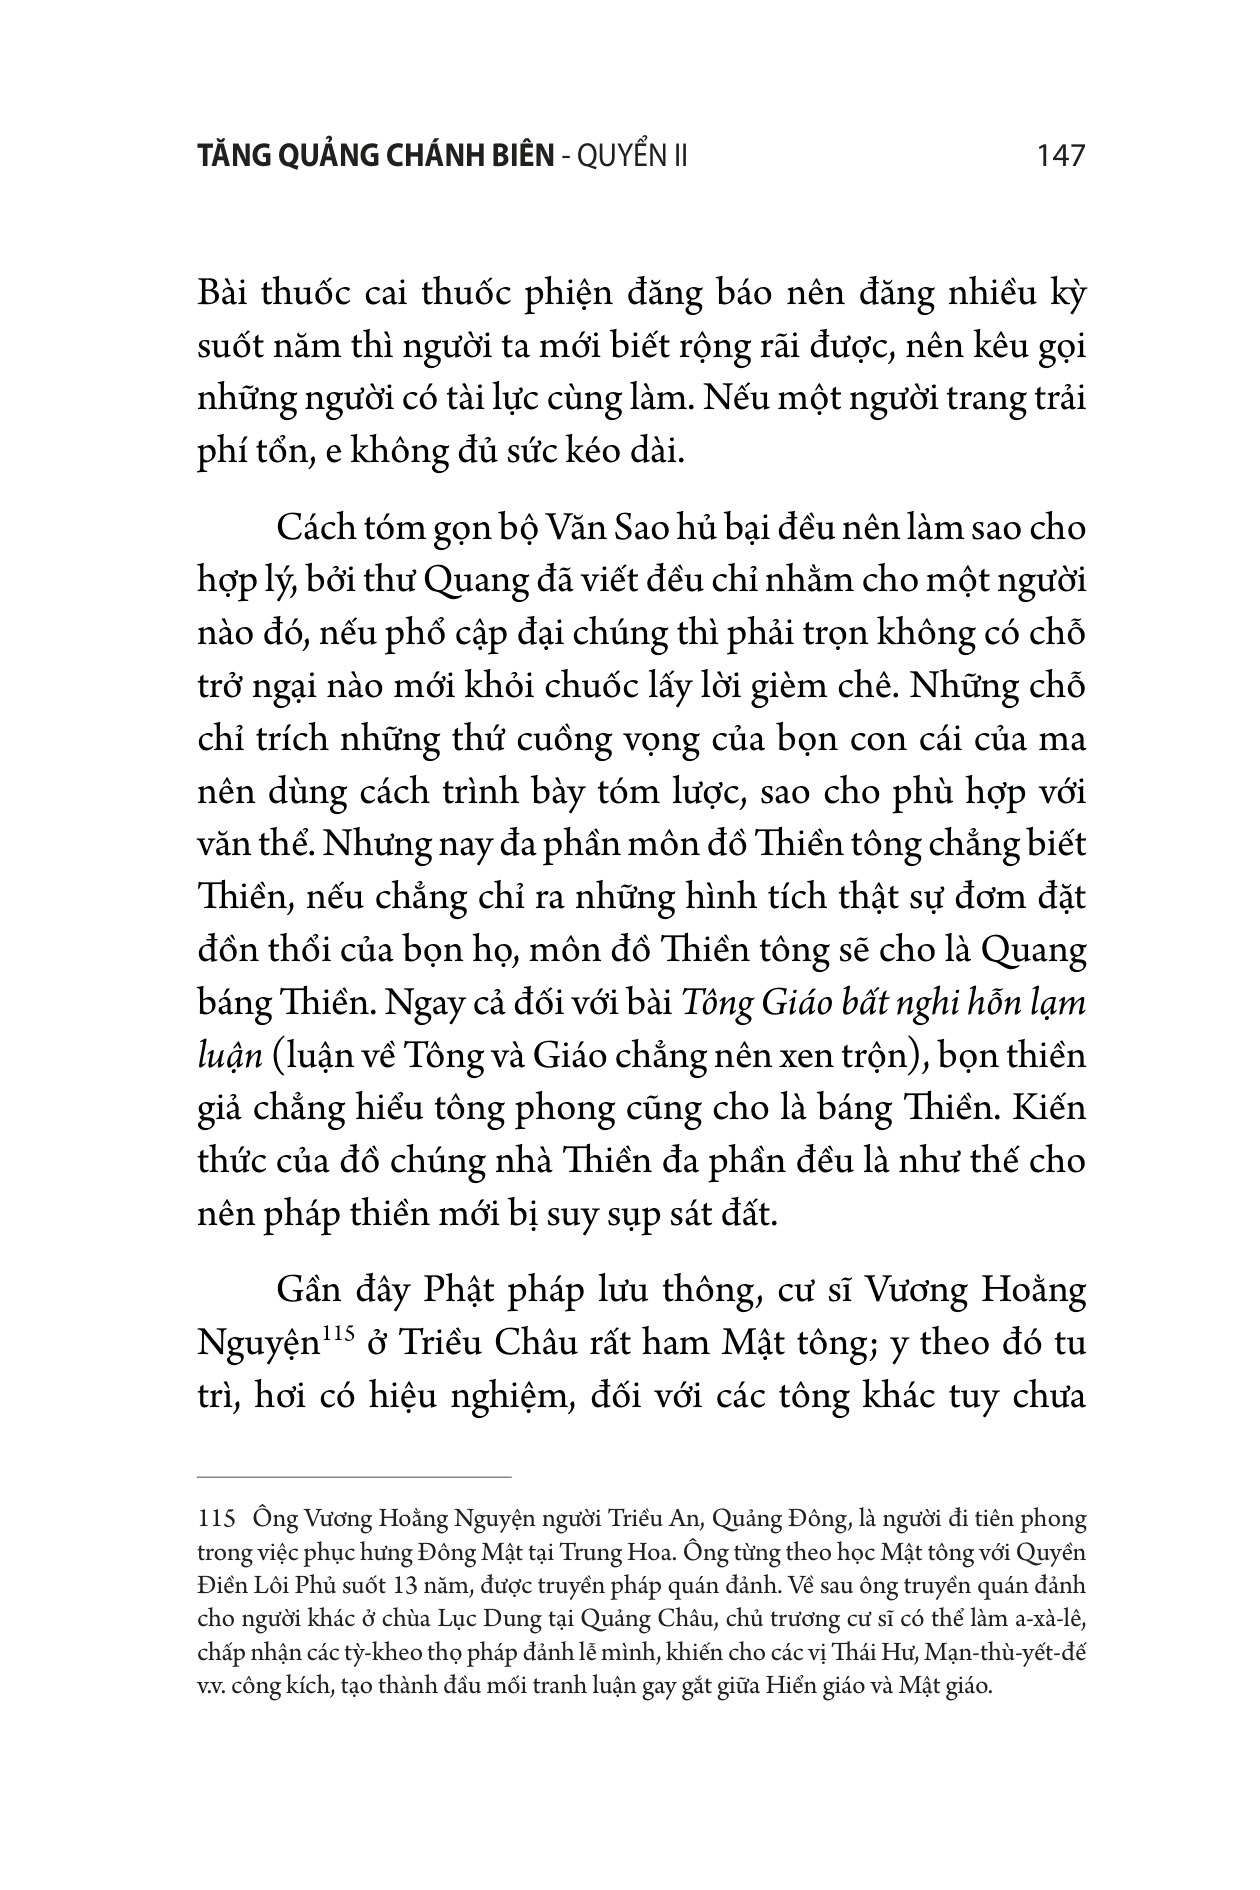 TĂNG QUẢNG CHÁNH BIÊN - QUYỂN II 147
Bài thuốc cai thuốc phiện đăng báo nên đăng nhiều kỳ
suốt năm thì người ta mới biết rộng rãi được, nên kêu gọi
những người có tài lực cùng làm. Nếu một người trang trải
phí tổn, e không đủ sức kéo dài.
Cách tóm gọn bộ Văn Sao hủ bại đều nên làm sao cho
hợp lý, bởi thư Quang đã viết đều chỉ nhằm cho một người
nào đó, nếu phổ cập đại chúng thì phải trọn không có chỗ
trở ngại nào mới khỏi chuốc lấy lời gièm chê. Những chỗ
chỉ trích những thứ cuồng vọng của bọn con cái của ma
nên dùng cách trình bày tóm lược, sao cho phù hợp với
văn thể. Nhưng nay đa phần môn đồ Thiền tông chẳng biết
Thiền, nếu chẳng chỉ ra những hình tích thật sự đơm đặt
đồn thổi của bọn họ, môn đồ Thiền tông sẽ cho là Quang
báng Thiền. Ngay cả đối với bài Tông Giáo bất nghi hỗn lạm
luận (luận về Tông và Giáo chẳng nên xen trộn), bọn thiền
giả chẳng hiểu tông phong cũng cho là báng Thiền. Kiến
thức của đồ chúng nhà Thiền đa phần đều là như thế cho
nên pháp thiền mới bị suy sụp sát đất.
Gần đây Phật pháp lưu thông, cư sĩ Vương Hoằng
Nguyện115 ở Triều Châu rất ham Mật tông; y theo đó tu
trì, hơi có hiệu nghiệm, đối với các tông khác tuy chưa
115 Ông Vương Hoằng Nguyện người Triều An, Quảng Đông, là người đi tiên phong
trong việc phục hưng Đông Mật tại Trung Hoa. Ông từng theo học Mật tông với Quyền
Điền Lôi Phủ suốt 13 năm, được truyền pháp quán đảnh. Về sau ông truyền quán đảnh
cho người khác ở chùa Lục Dung tại Quảng Châu, chủ trương cư sĩ có thể làm a-xà-lê,
chấp nhận các tỳ-kheo thọ pháp đảnh lễ mình, khiến cho các vị Thái Hư, Mạn-thù-yết-đế
v.v. công kích, tạo thành đầu mối tranh luận gay gắt giữa Hiển giáo và Mật giáo.